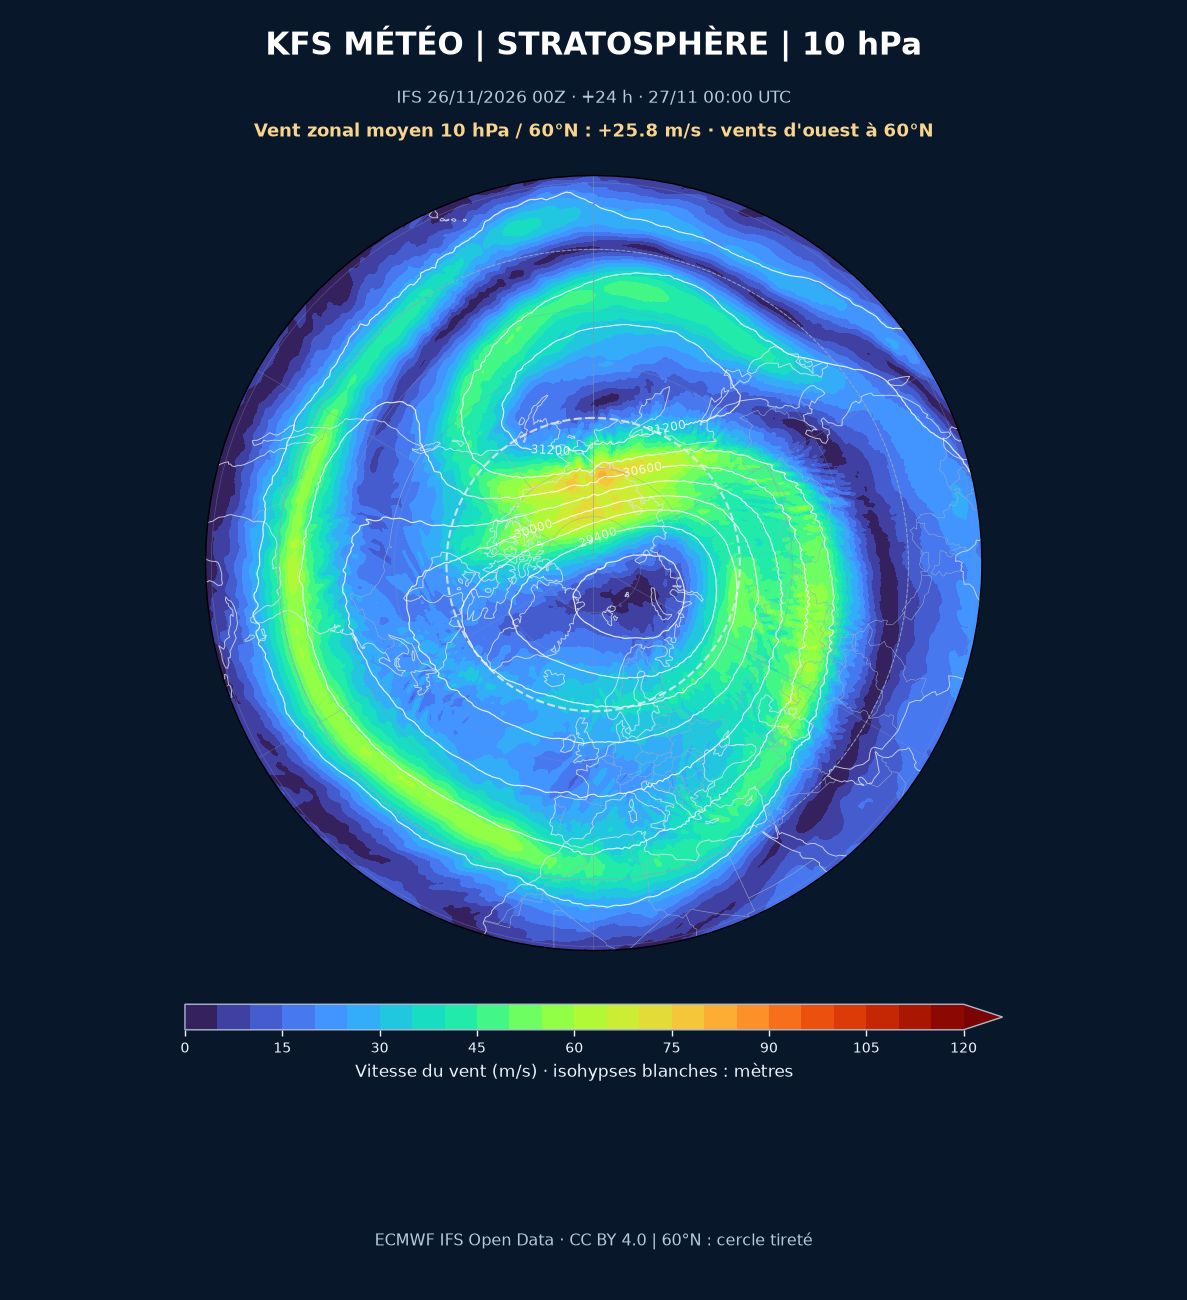 KFS MÉTÉO | STRATOSPHÈRE | 10 hPa
IFS 26/11/2026 00Z · +24 h · 27/11 00:00 UTC
Vent zonal moyen 10 hPa / 60°N : +25.8 m/s · vents d'ouest à 60°N
31200
31200
30600
30000
29400
0 15 30 45 60 75 90 105 120
Vitesse du vent (m/s) · isohypses blanches : mètres
ECMWF IFS Open Data · CC BY 4.0 | 60°N : cercle tireté